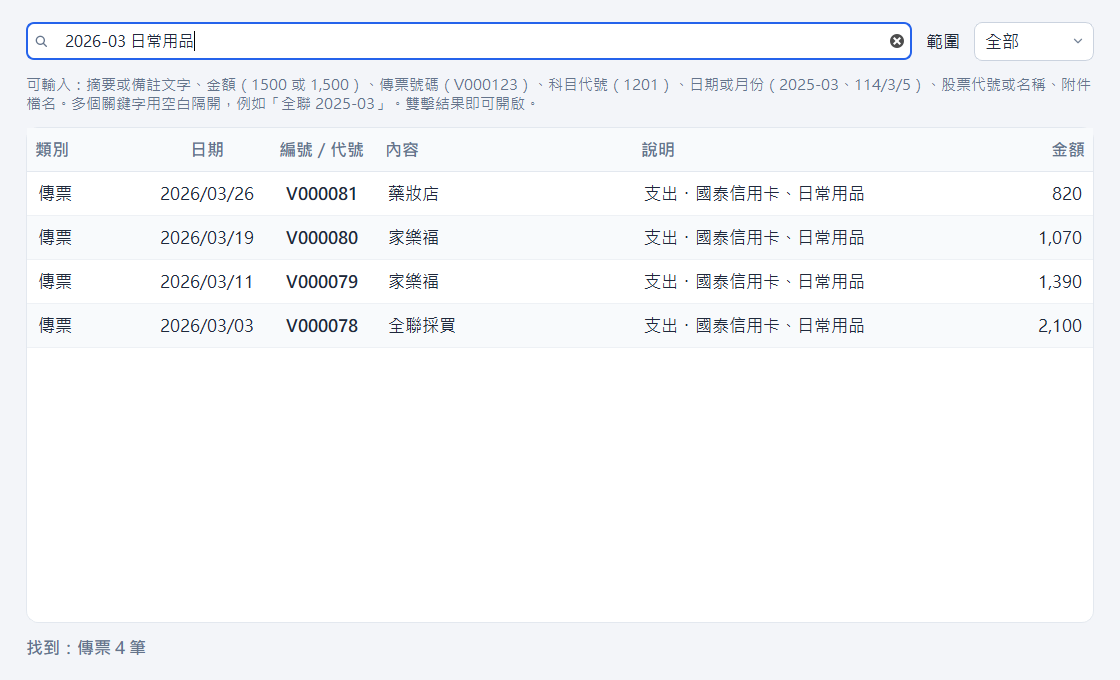 2026-03 日常用品 範圍 全部
可輸入：摘要或備註文字、金額（1500 或 1,500）、傳票號碼（V000123）、科目代號（1201）、日期或月份（2025-03、114/3/5）、股票代號或名稱、附件
檔名。多個關鍵字用空白隔開，例如「全聯 2025-03」。雙擊結果即可開啟。
類別 日期 編號 / 代號 內容 說明 金額
傳票 2026/03/26 V000081 藥妝店 支出．國泰信用卡、日常用品 820
傳票 2026/03/19 V000080 家樂福 支出．國泰信用卡、日常用品 1,070
傳票 2026/03/11 V000079 家樂福 支出．國泰信用卡、日常用品 1,390
傳票 2026/03/03 V000078 全聯採買 支出．國泰信用卡、日常用品 2,100
找到：傳票 4 筆